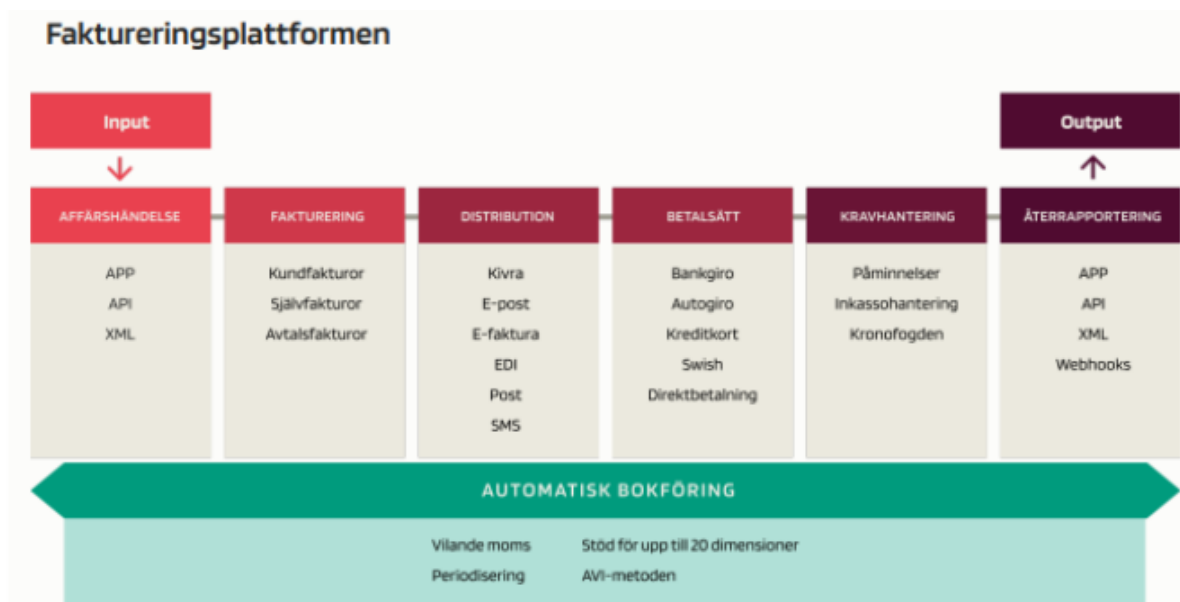 Faktureringsplattformen
Input
Output
AFFÄRSHÄNDELSE
APP
API
XML
FAKTURERING
Kundfakturor
Självfakturor
Avtalsfakturor
DISTRIBUTION
Kivra
E-post
E-faktura
EDI
Post
SMS
BETALSÄTT
Bankgiro
Autogiro
Kreditkort
Swish
Direktbetalning
KRAVHANTERING
Påminnelser
Inkassohantering
Kronofogden
ÅTERRAPPORTERING
APP
API
XML
Webhooks
AUTOMATISK BOKFÖRING
Vilande moms
Periodisering
Stöd för upp till 20 dimensioner
AVI-metoden